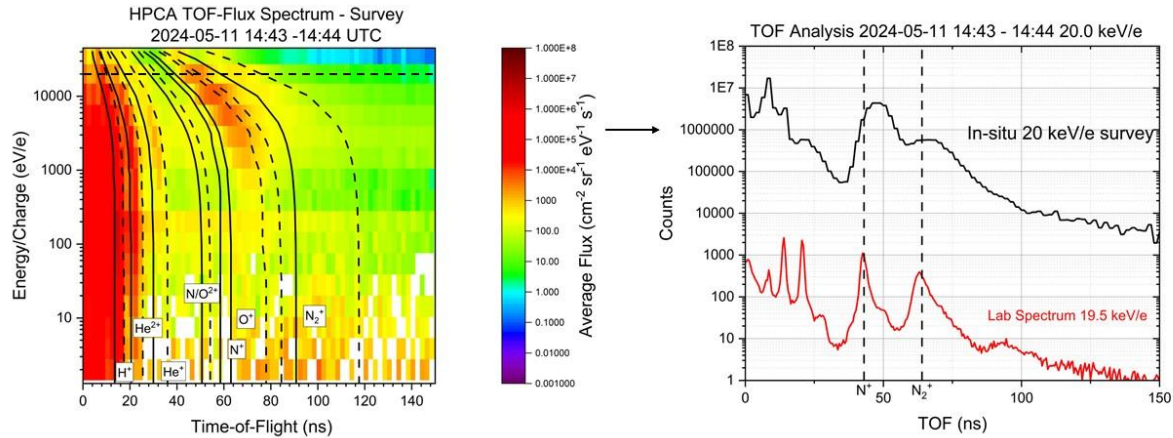 HPCA TOF-Flux Spectrum - Survey
2024-05-11 14:43 -14:44 UTC
Energy/Charge (eV/e)
10000
1000
100
10
N/O²⁺
He²⁺
O⁺
N₂⁺
N⁺
H⁺
He⁺
0 20 40 60 80 100 120 140
Time-of-Flight (ns)
1.000E+8
1.000E+7
1.000E+6
1.000E+5
1.000E+4
1000
100.0
10.00
1.000
0.1000
0.01000
0.001000
Average Flux (cm⁻² sr⁻¹ eV⁻¹ s⁻¹)
TOF Analysis 2024-05-11 14:43 - 14:44 20.0 keV/e
Counts
1E8
1E7
1000000
100000
10000
1000
100
10
1
In-situ 20 keV/e survey
Lab Spectrum 19.5 keV/e
0 50 100 150
N⁺ N₂⁺
TOF (ns)